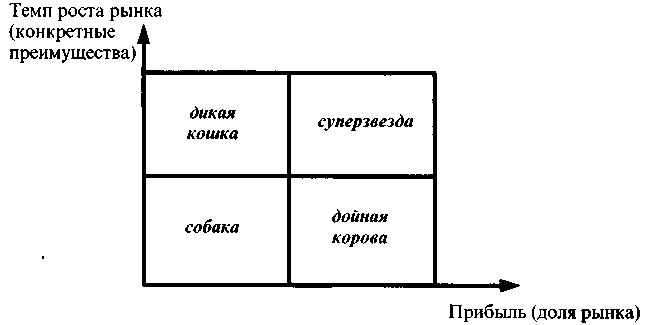 Темп роста рынка
(конкретные
преимущества)
дикая
кошка
суперзвезда
собака
дойная
корова
Прибыль (доля рынка)